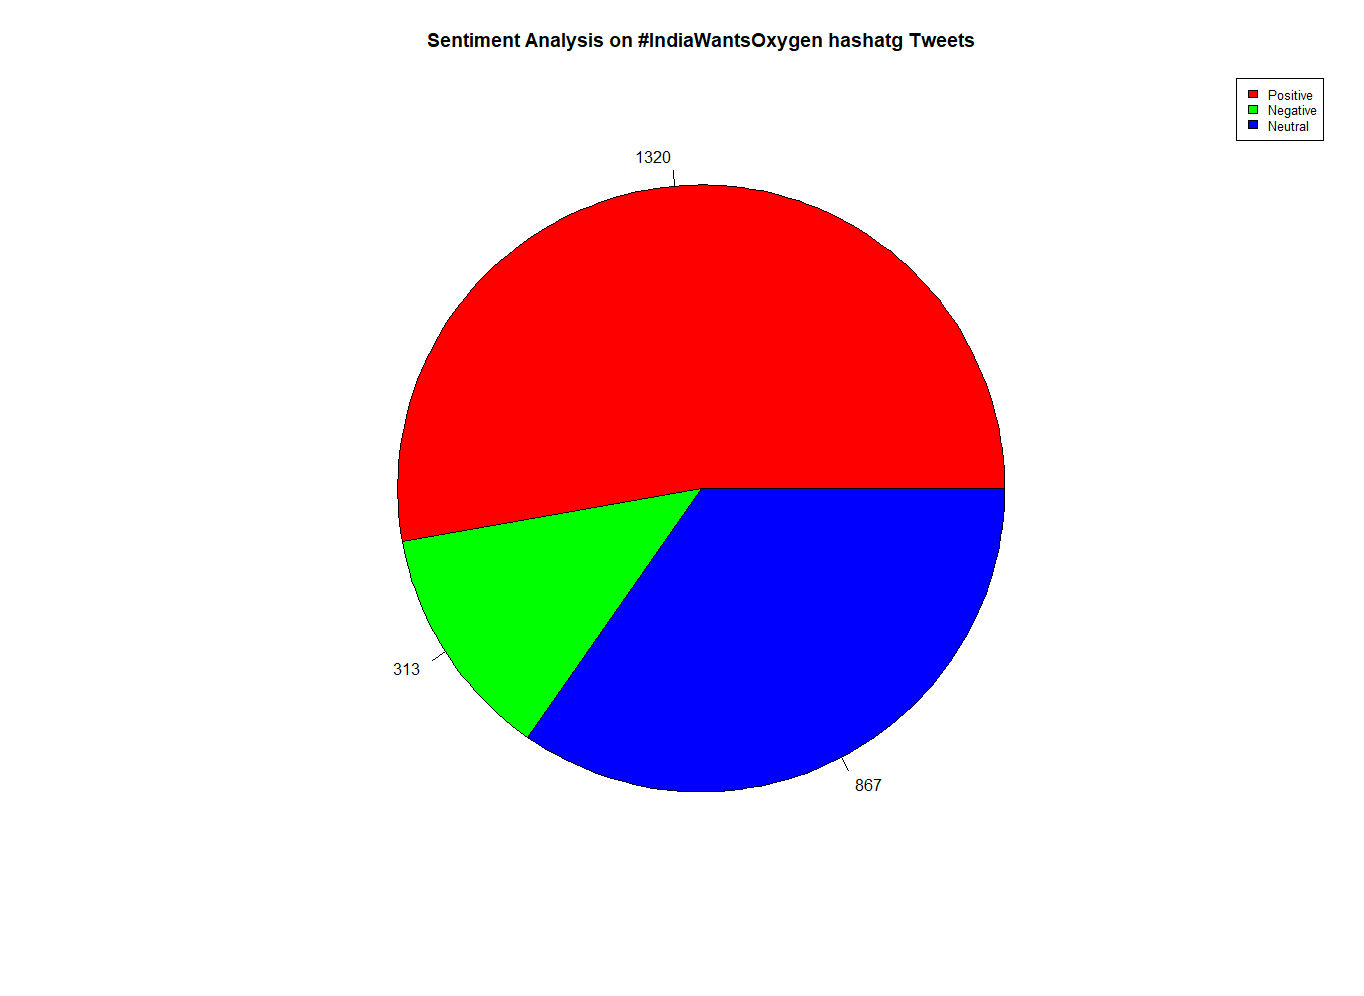 Sentiment Analysis on #IndiaWantsOxygen hashatg Tweets
Positive
Negative
Neutral
1320
313
867